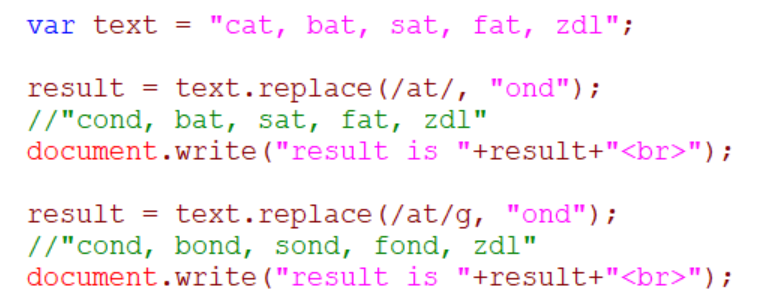 var text = "cat, bat, sat, fat, zdl";
result = text.replace(/at/, "ond");
//"cond, bat, sat, fat, zdl"
document.write("result is "+result+"<br>");
result = text.replace(/at/g, "ond");
//"cond, bond, sond, fond, zdl"
document.write("result is "+result+"<br>");